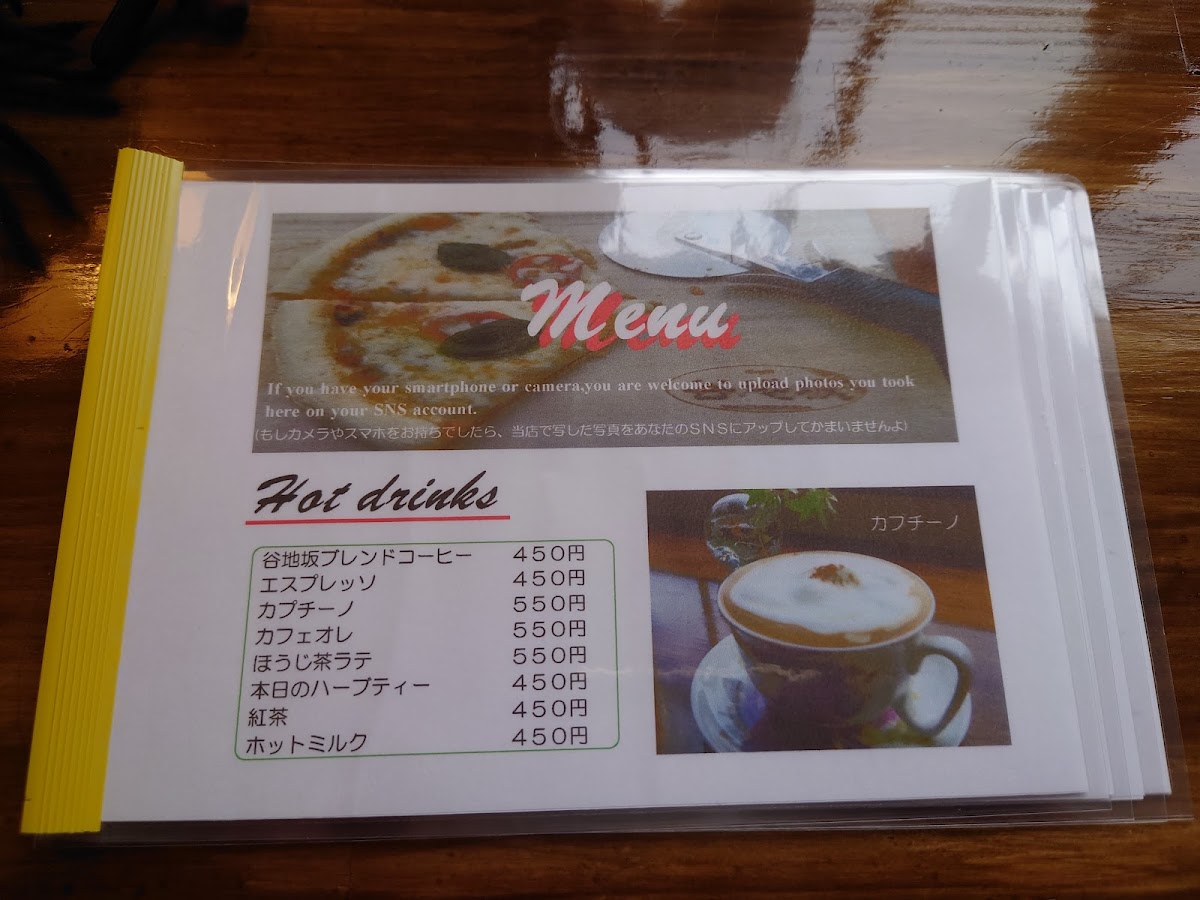 Menu
If you have your smartphone or camera,you are welcome to upload photos you took
here on your SNS account.
(もしカメラやスマホをお持ちでしたら、当店で写した写真をあなたのSNSにアップしてかまいませんよ)
Hot drinks
谷地坂ブレンドコーヒー 450円
エスプレッソ 450円
カプチーノ 550円
カフェオレ 550円
ほうじ茶ラテ 550円
本日のハーブティー 450円
紅茶 450円
ホットミルク 450円
カプチーノ